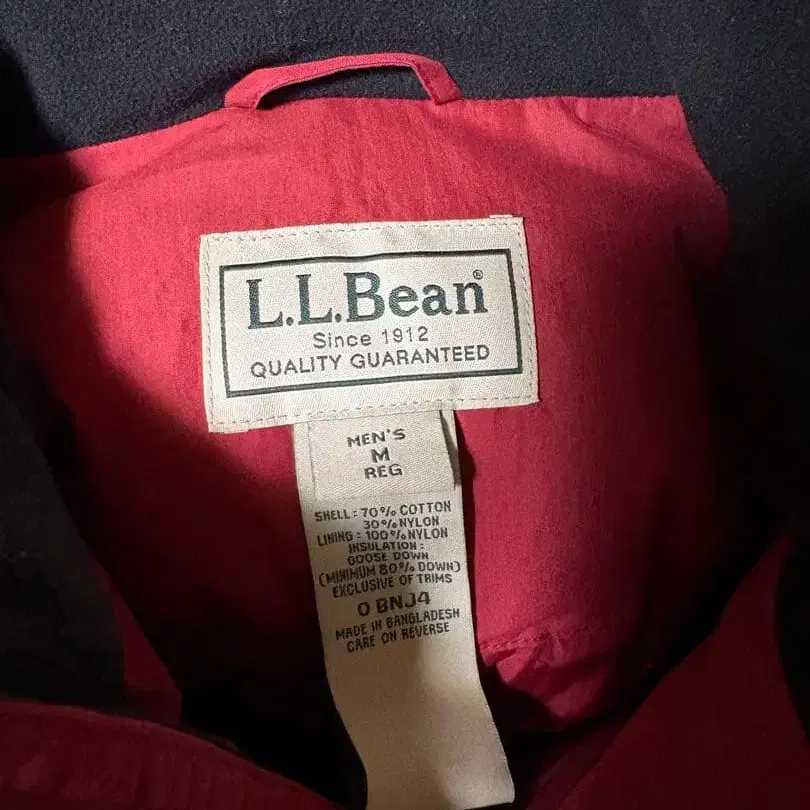 L.L.Bean®
Since 1912
QUALITY GUARANTEED
MEN'S
M
REG
SHELL: 70% COTTON
30% NYLON
LINING: 100% NYLON
INSULATION:
GOOSE DOWN
(MINIMUM 80% DOWN)
EXCLUSIVE OF TRIMS
0 BNJ4
MADE IN BANGLADESH
CARE ON REVERSE